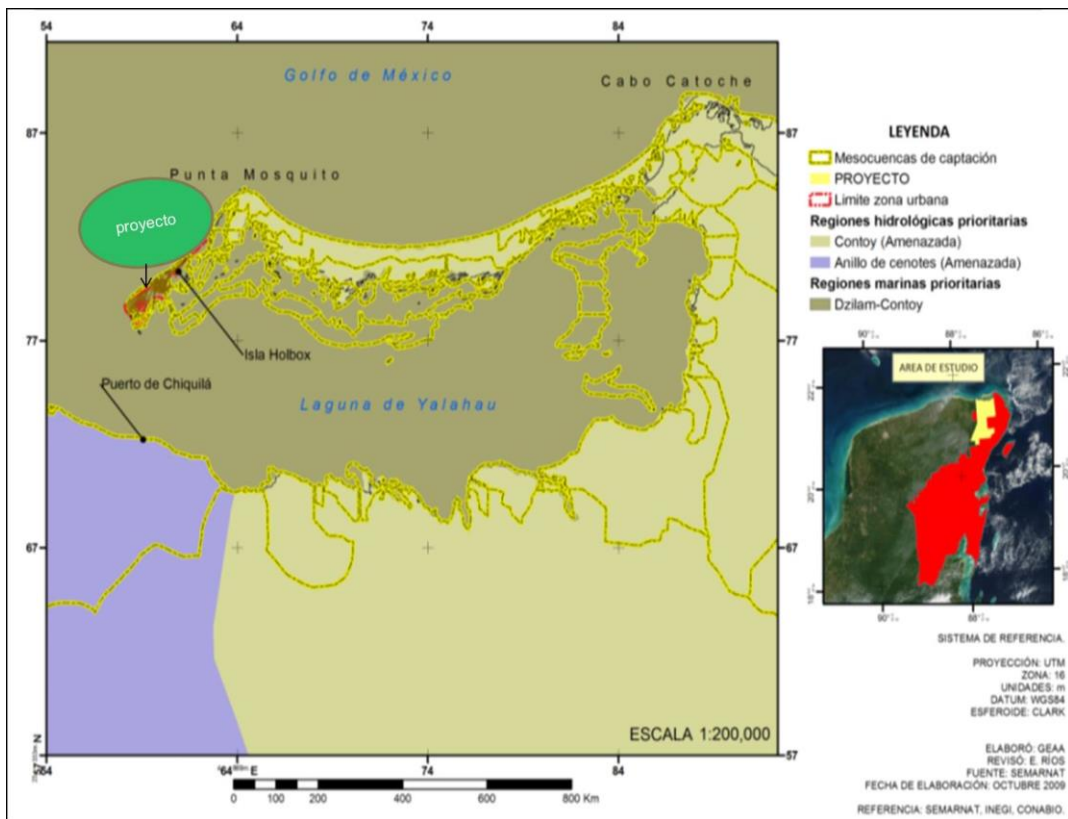 54
64
74
84
Golfo de México
Cabo Catoche
87
87
Punta Mosquito
proyecto
77
77
Isla Holbox
Puerto de Chiquilá
Laguna de Yalahau
67
67
ESCALA 1:200,000
57
N
54
64
E
74
84
0 100 200 400 600 800 Km
LEYENDA
Mesocuencas de captación
PROYECTO
Limite zona urbana
Regiones hidrológicas prioritarias
Contoy (Amenazada)
Anillo de cenotes (Amenazada)
Regiones marinas prioritarias
Dzilam-Contoy
AREA DE ESTUDIO
SISTEMA DE REFERENCIA.
PROYECCIÓN: UTM
ZONA: 16
UNIDADES: m
DATUM: WGS84
ESFEROIDE: CLARK
ELABORÓ: GEAA
REVISÓ: E. RÍOS
FUENTE: SEMARNAT
FECHA DE ELABORACIÓN: OCTUBRE 2009
REFERENCIA: SEMARNAT, INEGI, CONABIO.